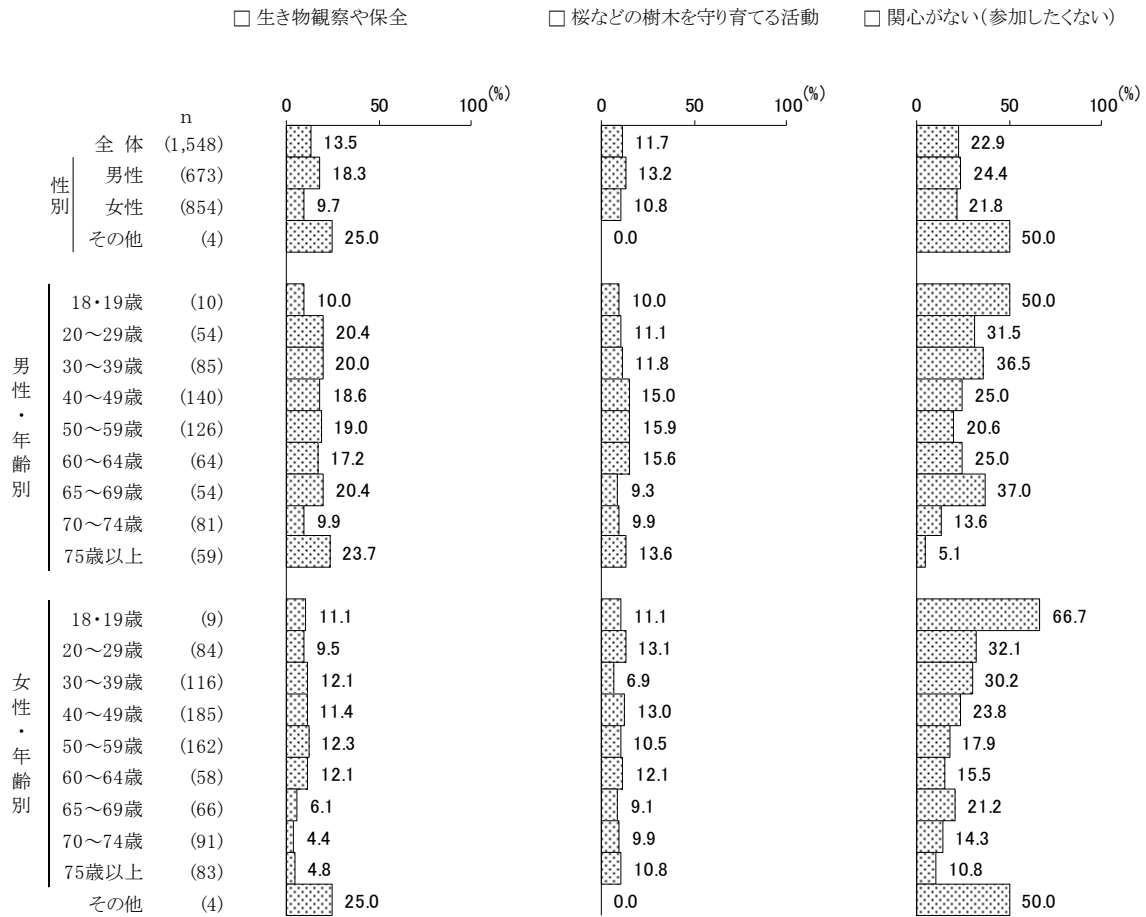 □ 生き物観察や保全 □ 桜などの樹木を守り育てる活動 □ 関心がない(参加したくない)
0 50 100(%) 0 50 100(%) 0 50 100(%)
n
全 体 (1,548) 13.5 11.7 22.9
性別
男性 (673) 18.3 13.2 24.4
女性 (854) 9.7 10.8 21.8
その他 (4) 25.0 0.0 50.0
男性・年齢別
18・19歳 (10) 10.0 10.0 50.0
20～29歳 (54) 20.4 11.1 31.5
30～39歳 (85) 20.0 11.8 36.5
40～49歳 (140) 18.6 15.0 25.0
50～59歳 (126) 19.0 15.9 20.6
60～64歳 (64) 17.2 15.6 25.0
65～69歳 (54) 20.4 9.3 37.0
70～74歳 (81) 9.9 9.9 13.6
75歳以上 (59) 23.7 13.6 5.1
女性・年齢別
18・19歳 (9) 11.1 11.1 66.7
20～29歳 (84) 9.5 13.1 32.1
30～39歳 (116) 12.1 6.9 30.2
40～49歳 (185) 11.4 13.0 23.8
50～59歳 (162) 12.3 10.5 17.9
60～64歳 (58) 12.1 12.1 15.5
65～69歳 (66) 6.1 9.1 21.2
70～74歳 (91) 4.4 9.9 14.3
75歳以上 (83) 4.8 10.8 10.8
その他 (4) 25.0 0.0 50.0